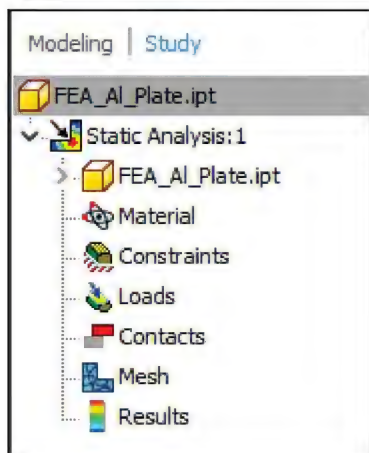 Modeling | Study
FEA_Al_Plate.ipt
Static Analysis:1
FEA_Al_Plate.ipt
Material
Constraints
Loads
Contacts
Mesh
Results